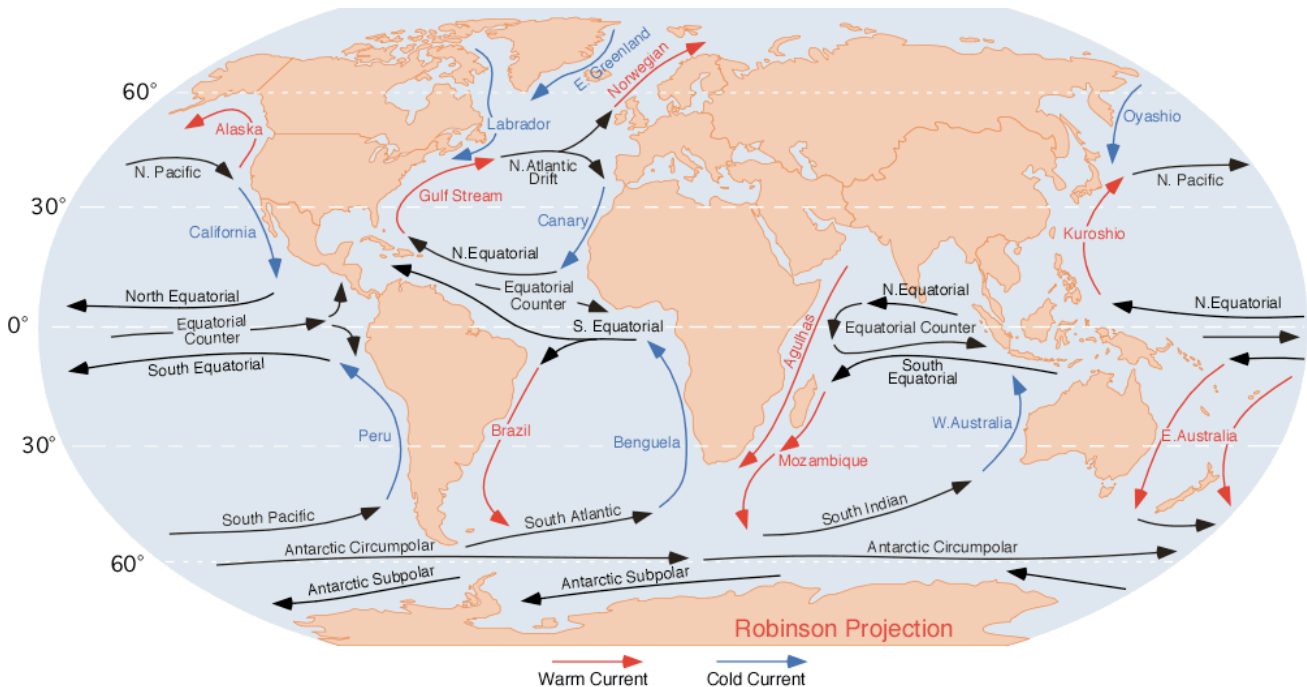 E. Greenland
Norwegian
60°
Labrador
Oyashio
Alaska
N. Pacific
N.Atlantic
Drift
N. Pacific
Gulf Stream
30°
Canary
California
Kuroshio
N.Equatorial
Equatorial
Counter
N.Equatorial
North Equatorial
N.Equatorial
0°
Equatorial
Counter
S. Equatorial
Agulhas
Equatorial Counter
South Equatorial
South
Equatorial
Peru
Brazil
Benguela
W.Australia
E.Australia
30°
Mozambique
South Pacific
South Atlantic
South Indian
Antarctic Circumpolar
Antarctic Circumpolar
60°
Antarctic Subpolar
Antarctic Subpolar
Robinson Projection
Warm Current
Cold Current